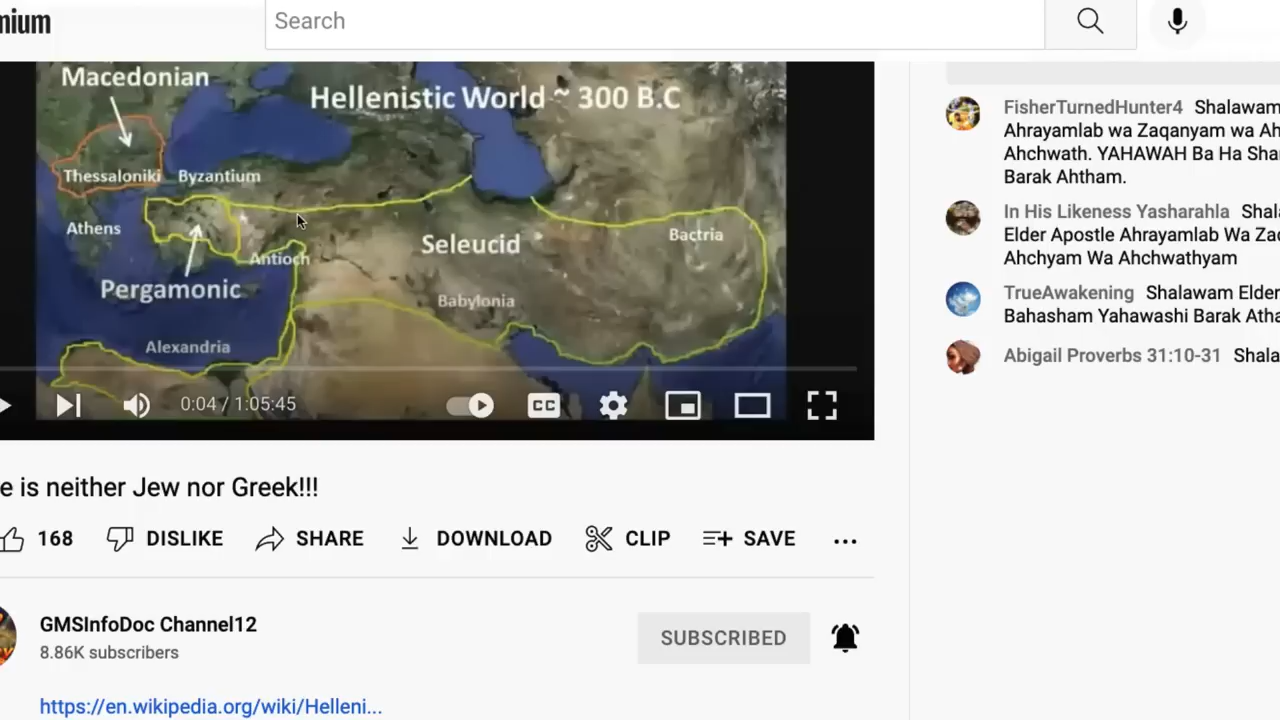 mium
Search
Macedonian
Hellenistic World ~ 300 B.C
Thessaloniki Byzantium
Athens
Seleucid
Bactria
Antioch
Pergamonic
Babylonia
Alexandria
0:04 / 1:05:45
CC
e is neither Jew nor Greek!!!
168 DISLIKE SHARE DOWNLOAD CLIP SAVE ...
GMSInfoDoc Channel12
8.86K subscribers
SUBSCRIBED
https://en.wikipedia.org/wiki/Helleni...
FisherTurnedHunter4 Shalawam
Ahrayamlab wa Zaqanyam wa Ah
Ahchwath. YAHAWAH Ba Ha Sha
Barak Ahtham.
In His Likeness Yasharahla Shala
Elder Apostle Ahrayamlab Wa Zaq
Ahchyam Wa Ahchwathyam
TrueAwakening Shalawam Elder
Bahasham Yahawashi Barak Atha
Abigail Proverbs 31:10-31 Shala